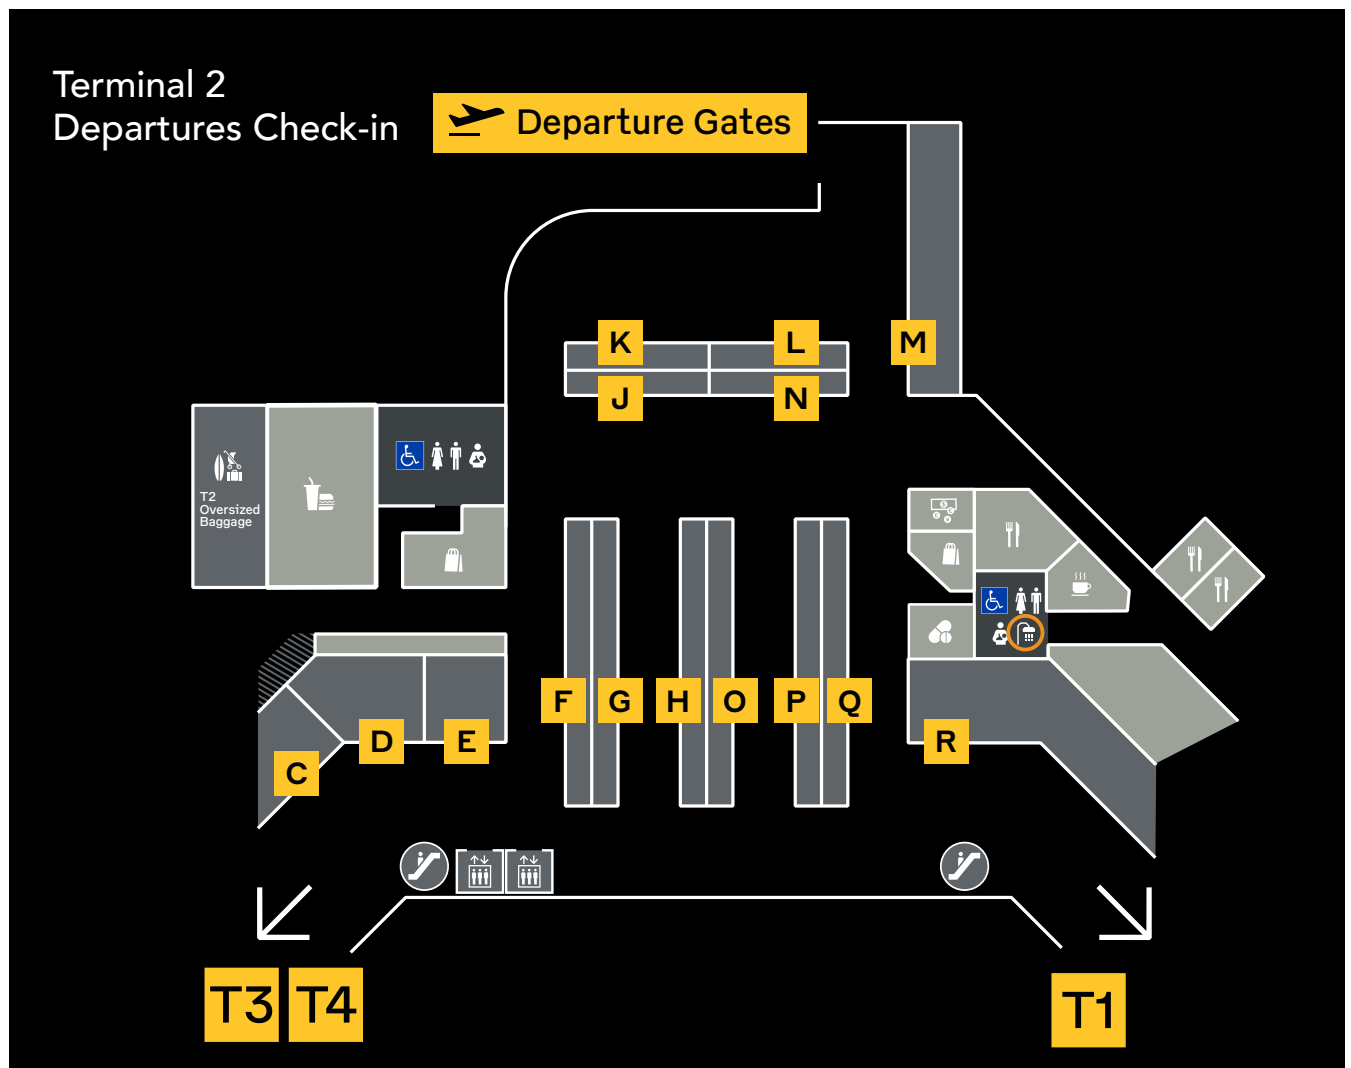 Terminal 2
Departures Check-in
Departure Gates
K
L
M
J
N
T2
Oversized
Baggage
F
G
H
O
P
Q
D
E
R
C
T3
T4
T1